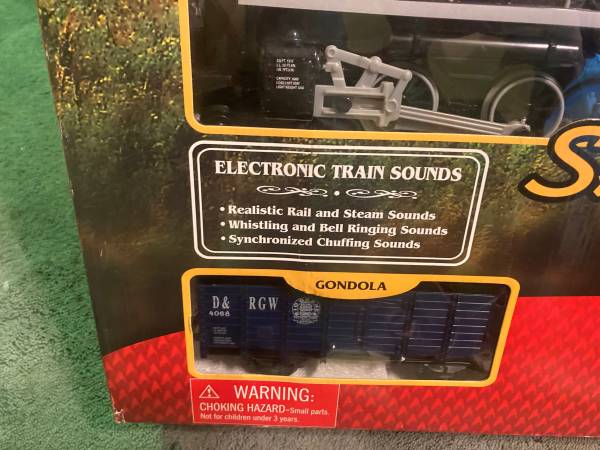 ELECTRONIC TRAIN SOUNDS
• Realistic Rail and Steam Sounds
• Whistling and Bell Ringing Sounds
• Synchronized Chuffing Sounds
GONDOLA
D & RGW
4068
WARNING:
CHOKING HAZARD-Small parts.
Not for children under 3 years.